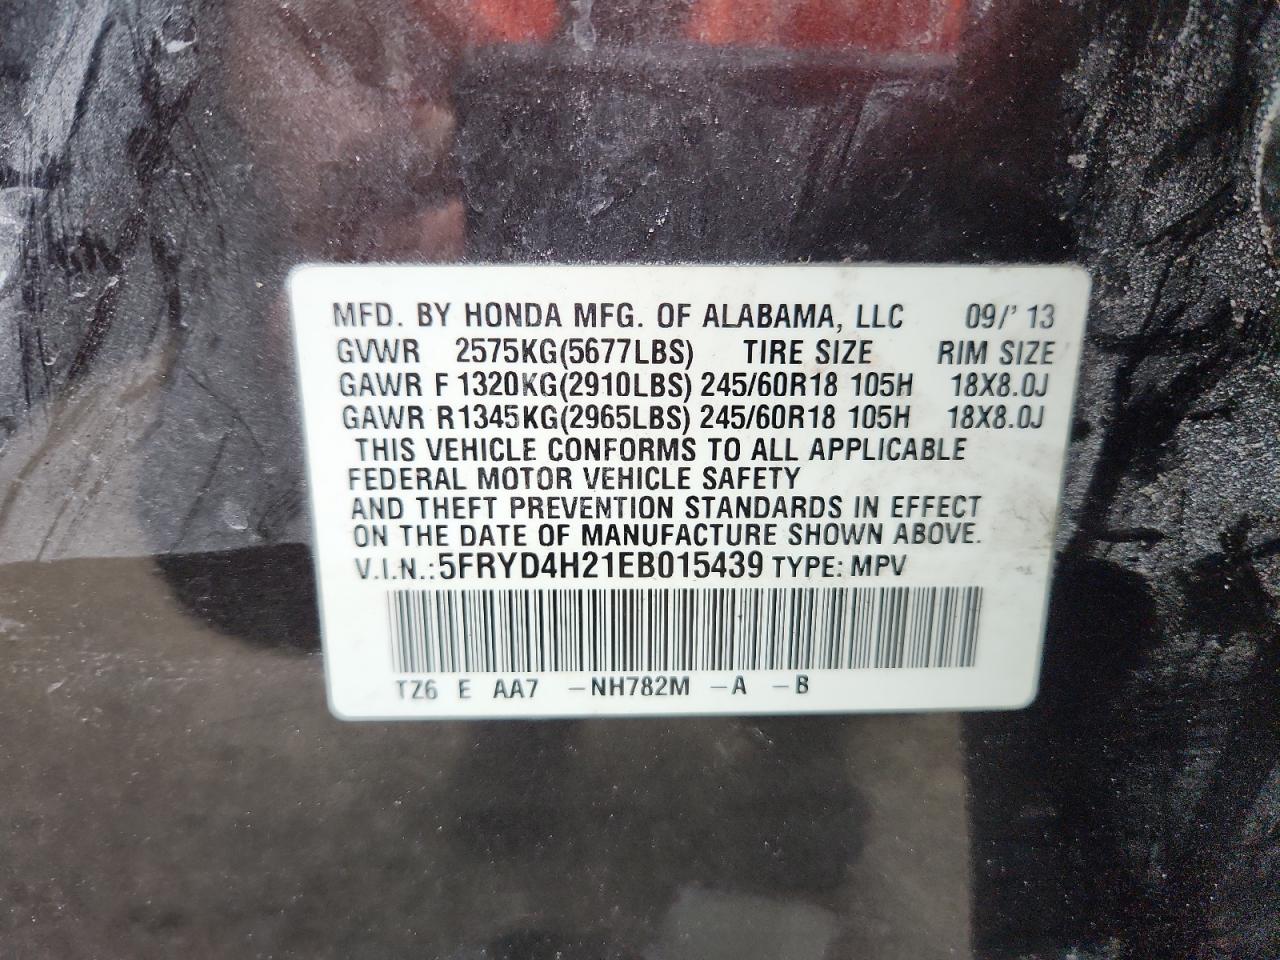 MFD. BY HONDA MFG. OF ALABAMA, LLC 09/'13
GVWR 2575KG(5677LBS) TIRE SIZE RIM SIZE
GAWR F 1320KG(2910LBS) 245/60R18 105H 18X8.0J
GAWR R 1345KG(2965LBS) 245/60R18 105H 18X8.0J
THIS VEHICLE CONFORMS TO ALL APPLICABLE
FEDERAL MOTOR VEHICLE SAFETY
AND THEFT PREVENTION STANDARDS IN EFFECT
ON THE DATE OF MANUFACTURE SHOWN ABOVE.
V.I.N.: 5FRYD4H21EB015439 TYPE: MPV
TZ6 E AA7 -NH782M -A -B